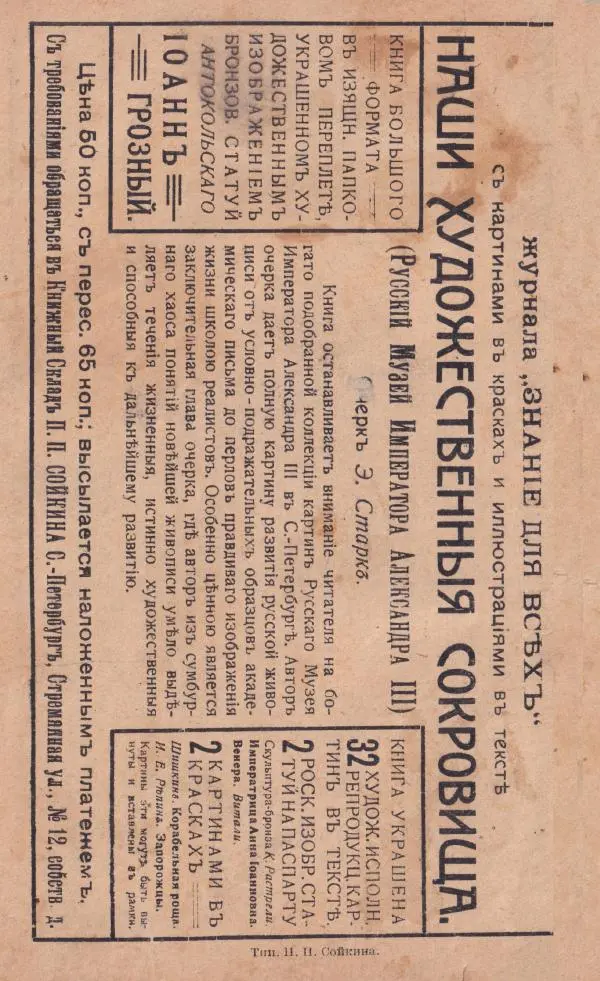 журнала „ЗНАНІЕ ДЛЯ ВСѢХЪ“
съ картинами въ краскахъ и иллюстраціями въ текстѣ
НАШИ ХУДОЖЕСТВЕННЫЯ СОКРОВИЩА.
КНИГА БОЛЬШОГО
ФОРМАТА
ВЪ ИЗЯЩН. ПАПКО-
ВОМЪ ПЕРЕПЛЕТѢ,
УКРАШЕННОМЪ ХУ-
ДОЖЕСТВЕННЫМЪ
ИЗОБРАЖЕНІЕМЪ
БРОНЗОВ. СТАТУИ
АНТОКОЛЬСКАГО
ІОАННЪ
ГРОЗНЫЙ.
(Русскій Музей Императора Александра III)
Очеркъ Э. Старкъ.
Книга останавливаетъ вниманіе читателя на бо-
гато подобранной коллекціи картинъ Русскаго Музея
Императора Александра III въ С.-Петербургѣ. Авторъ
очерка даетъ полную картину развитія русской живо-
писи отъ условно-подражательныхъ образцовъ акаде-
мическаго письма до перловъ правдиваго изображенія
жизни школою реалистовъ. Особенно цѣнною является
заключительная глава очерка, гдѣ авторъ изъ сумбур-
наго хаоса понятій новѣйшей живописи умѣло выдѣ-
ляетъ теченія жизненныя, истинно художественныя
и способныя къ дальнѣйшему развитію.
КНИГА УКРАШЕНА
32 ХУДОЖ. ИСПОЛН.
РЕПРОДУКЦ. КАР-
ТИНЪ ВЪ ТЕКСТѢ,
2 РОСК. ИЗОБР. СТА-
ТУЙ НА ПАСПАРТУ
Скульптура-бронза К. Растрели
Императрица Анна Іоанновна.
Венера. Витали.
2 КАРТИНАМИ ВЪ
КРАСКАХЪ
Шишкина. Корабельная роща.
И. Е. Рѣпина. Запорожцы.
Картины эти могутъ быть вы-
нуты и вставлены въ рамки.
Цѣна 50 коп., съ перес. 65 коп.; высылается наложеннымъ платежемъ.
Съ требованіями обращаться въ Книжный Складъ П. П. СОЙКИНА С.-Петербургъ, Стремянная ул., № 12, собств. д.
Тип. П. П. Сойкина.